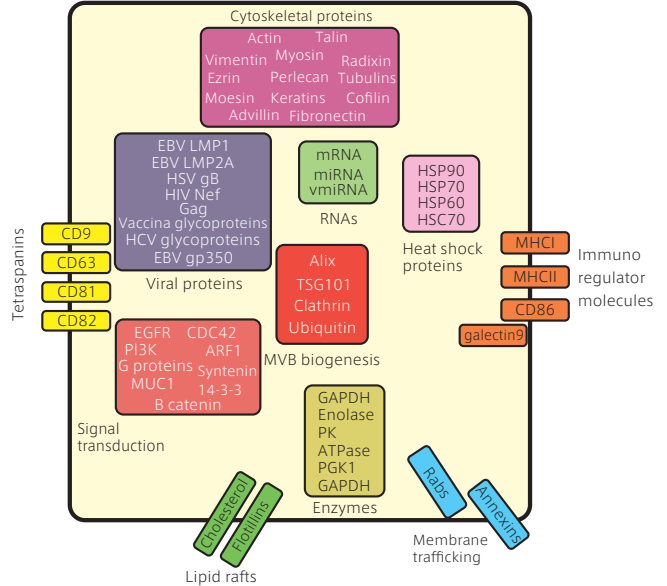 Cytoskeletal proteins
Actin Talin
Vimentin Myosin Radixin
Ezrin Perlecan Tubulins
Moesin Keratins Cofilin
Advillin Fibronectin
EBV LMP1
EBV LMP2A
HSV gB
HIV Nef
Gag
Vaccina glycoproteins
HCV glycoproteins
EBV gp350
Viral proteins
mRNA
miRNA
vmiRNA
RNAs
HSP90
HSP70
HSP60
HSC70
Heat shock
proteins
Tetraspanins
CD9
CD63
CD81
CD82
MHCI
MHCII
CD86
galectin9
Immuno
regulator
molecules
Alix
TSG101
Clathrin
Ubiquitin
MVB biogenesis
EGFR CDC42
PI3K ARF1
G proteins Syntenin
MUC1 14-3-3
B catenin
Signal
transduction
GAPDH
Enolase
PK
ATPase
PGK1
GAPDH
Enzymes
Cholesterol
Flotillins
Lipid rafts
Rabs
Annexins
Membrane
trafficking